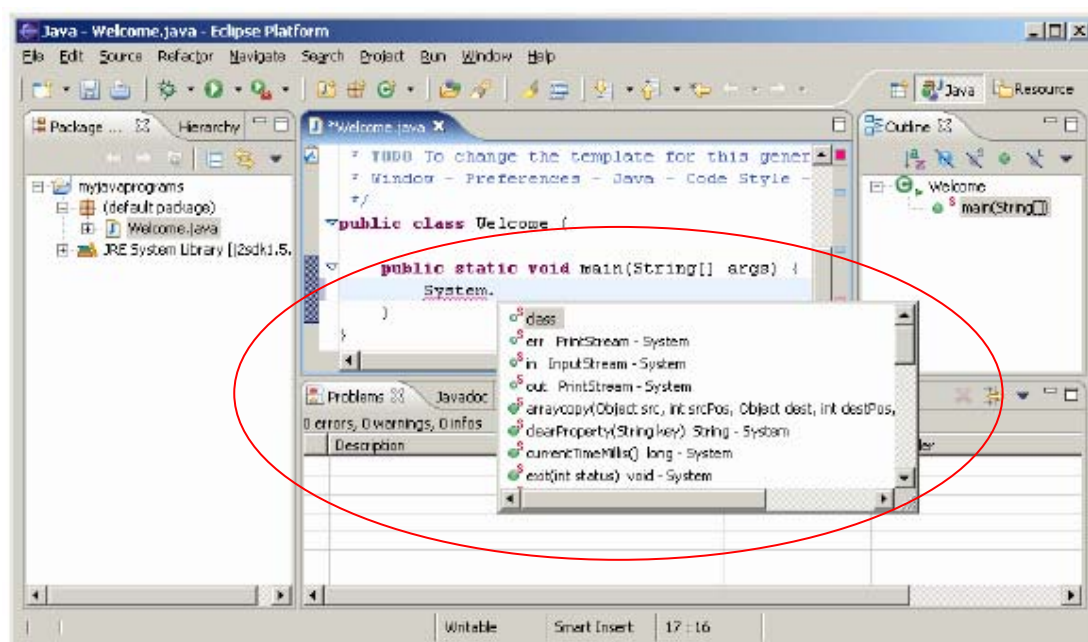 Java - Welcome.java - Eclipse Platform
File Edit Source Refactor Navigate Search Project Run Window Help
Java Resource
Package ... Hierarchy
myjavaprograms
(default package)
Welcome.java
JRE System Library [j2sdk1.5.
*Welcome.java
* TODO To change the template for this gener
* Window - Preferences - Java - Code Style -
*/
public class Welcome {
public static void main(String[] args) {
System.
}
}
class
err PrintStream - System
in InputStream - System
out PrintStream - System
arraycopy(Object src, int srcPos, Object dest, int destPos,
clearProperty(String key) String - System
currentTimeMillis() long - System
exit(int status) void - System
Outline
Welcome
main(String[])
Problems Javadoc
0 errors, 0 warnings, 0 infos
Description
Writable Smart Insert 17 : 16